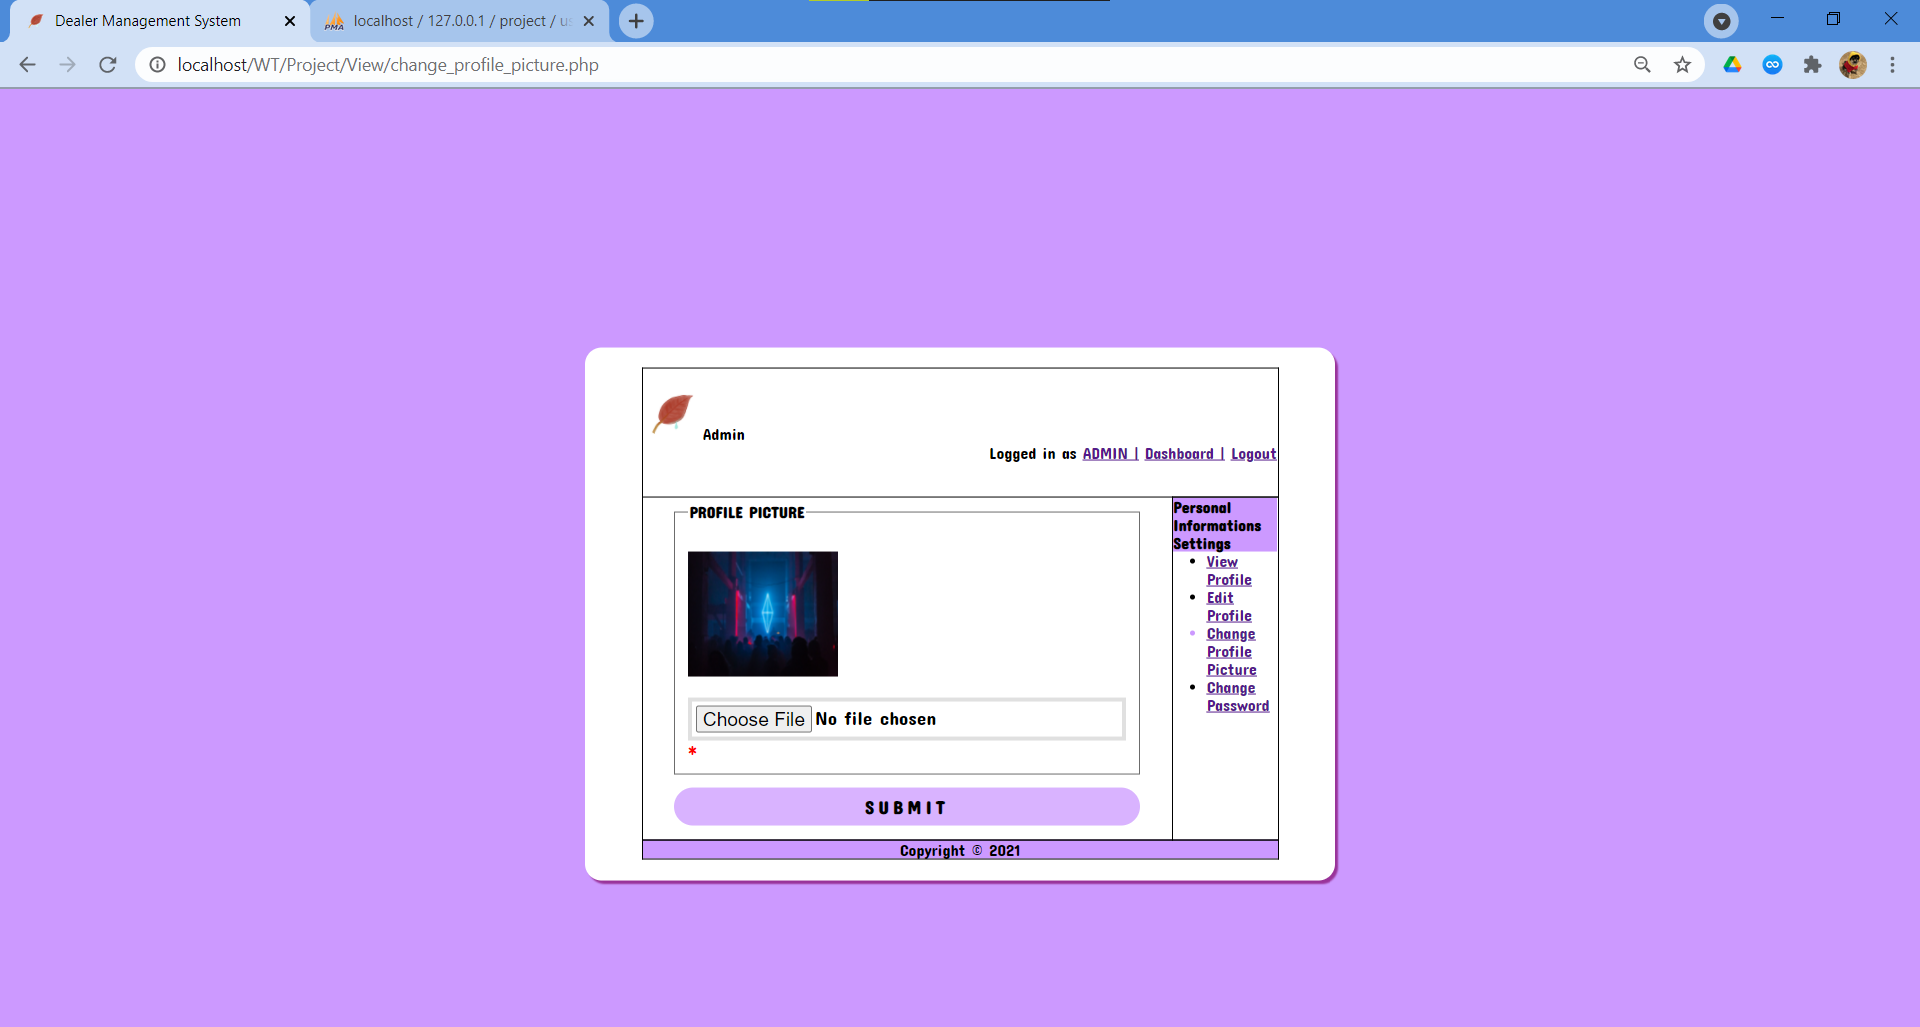 Dealer Management System
localhost / 127.0.0.1 / project / us
PMA
localhost/WT/Project/View/change_profile_picture.php
Admin
Logged in as ADMIN | Dashboard | Logout
PROFILE PICTURE
Choose File No file chosen
*
SUBMIT
Personal
Informations
Settings
View
Profile
Edit
Profile
Change
Profile
Picture
Change
Password
Copyright © 2021